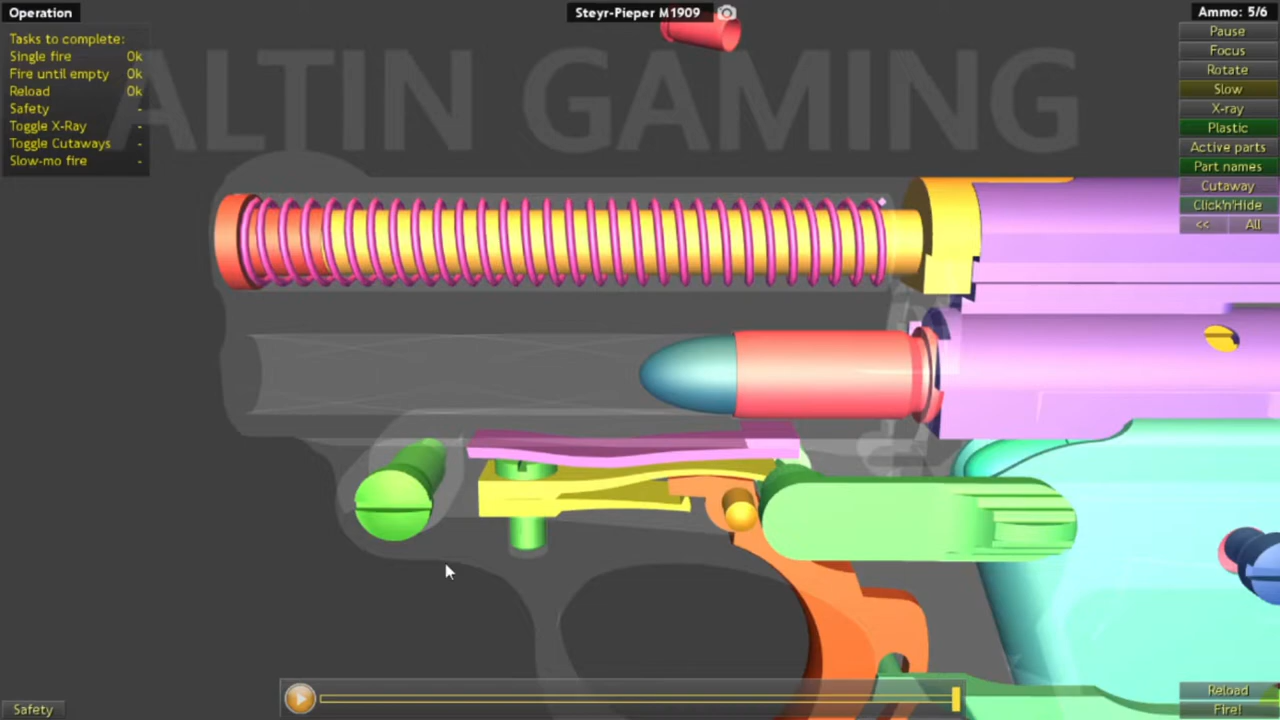 Operation
Steyr-Pieper M1909
Ammo: 5/6
Tasks to complete:
Single fire Ok
Fire until empty Ok
Reload Ok
Safety -
Toggle X-Ray -
Toggle Cutaways -
Slow-mo fire -
ALTIN GAMING
Pause
Focus
Rotate
Slow
X-ray
Plastic
Active parts
Part names
Cutaway
Click'n'Hide
<< All
Safety
Reload
Fire!